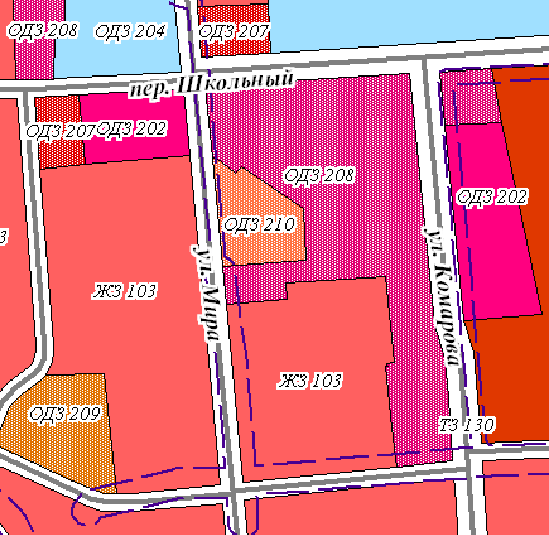 ОДЗ 208
ОДЗ 204
ОДЗ 207
пер. Школьный
ОДЗ 207
ОДЗ 202
ОДЗ 208
ОДЗ 202
ОДЗ 210
3
ул. Мира
ул. Комарова
ЖЗ 103
ЖЗ 103
ОДЗ 209
ТЗ 130